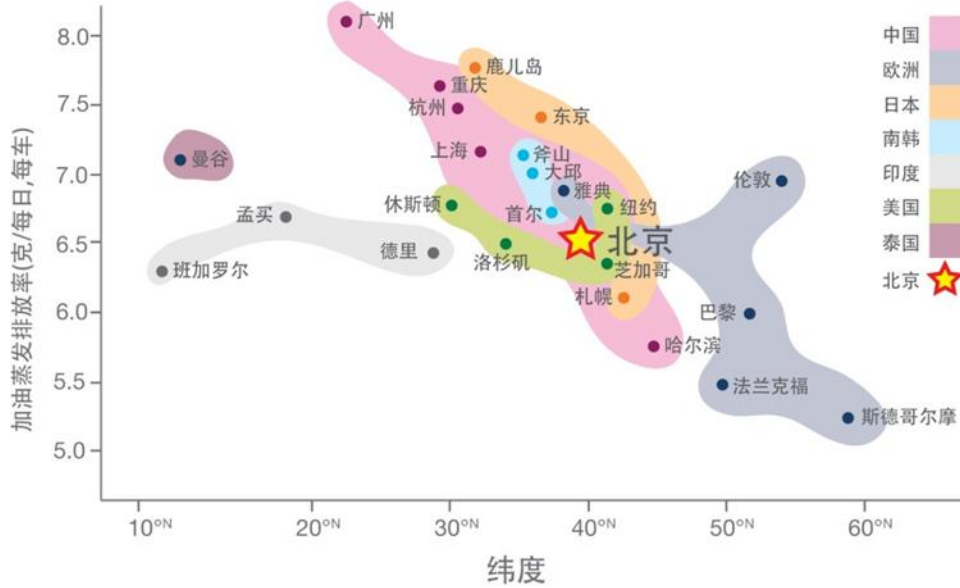 加油蒸发排放率(克/每日,每车)
8.0
7.5
7.0
6.5
6.0
5.5
5.0
广州
鹿儿岛
重庆
杭州
东京
上海
斧山
大邱
曼谷
雅典
伦敦
休斯顿
首尔
纽约
孟买
北京
德里
洛杉矶
班加罗尔
芝加哥
札幌
巴黎
哈尔滨
法兰克福
斯德哥尔摩
10°N
20°N
30°N
40°N
50°N
60°N
纬度
中国
欧洲
日本
南韩
印度
美国
泰国
北京